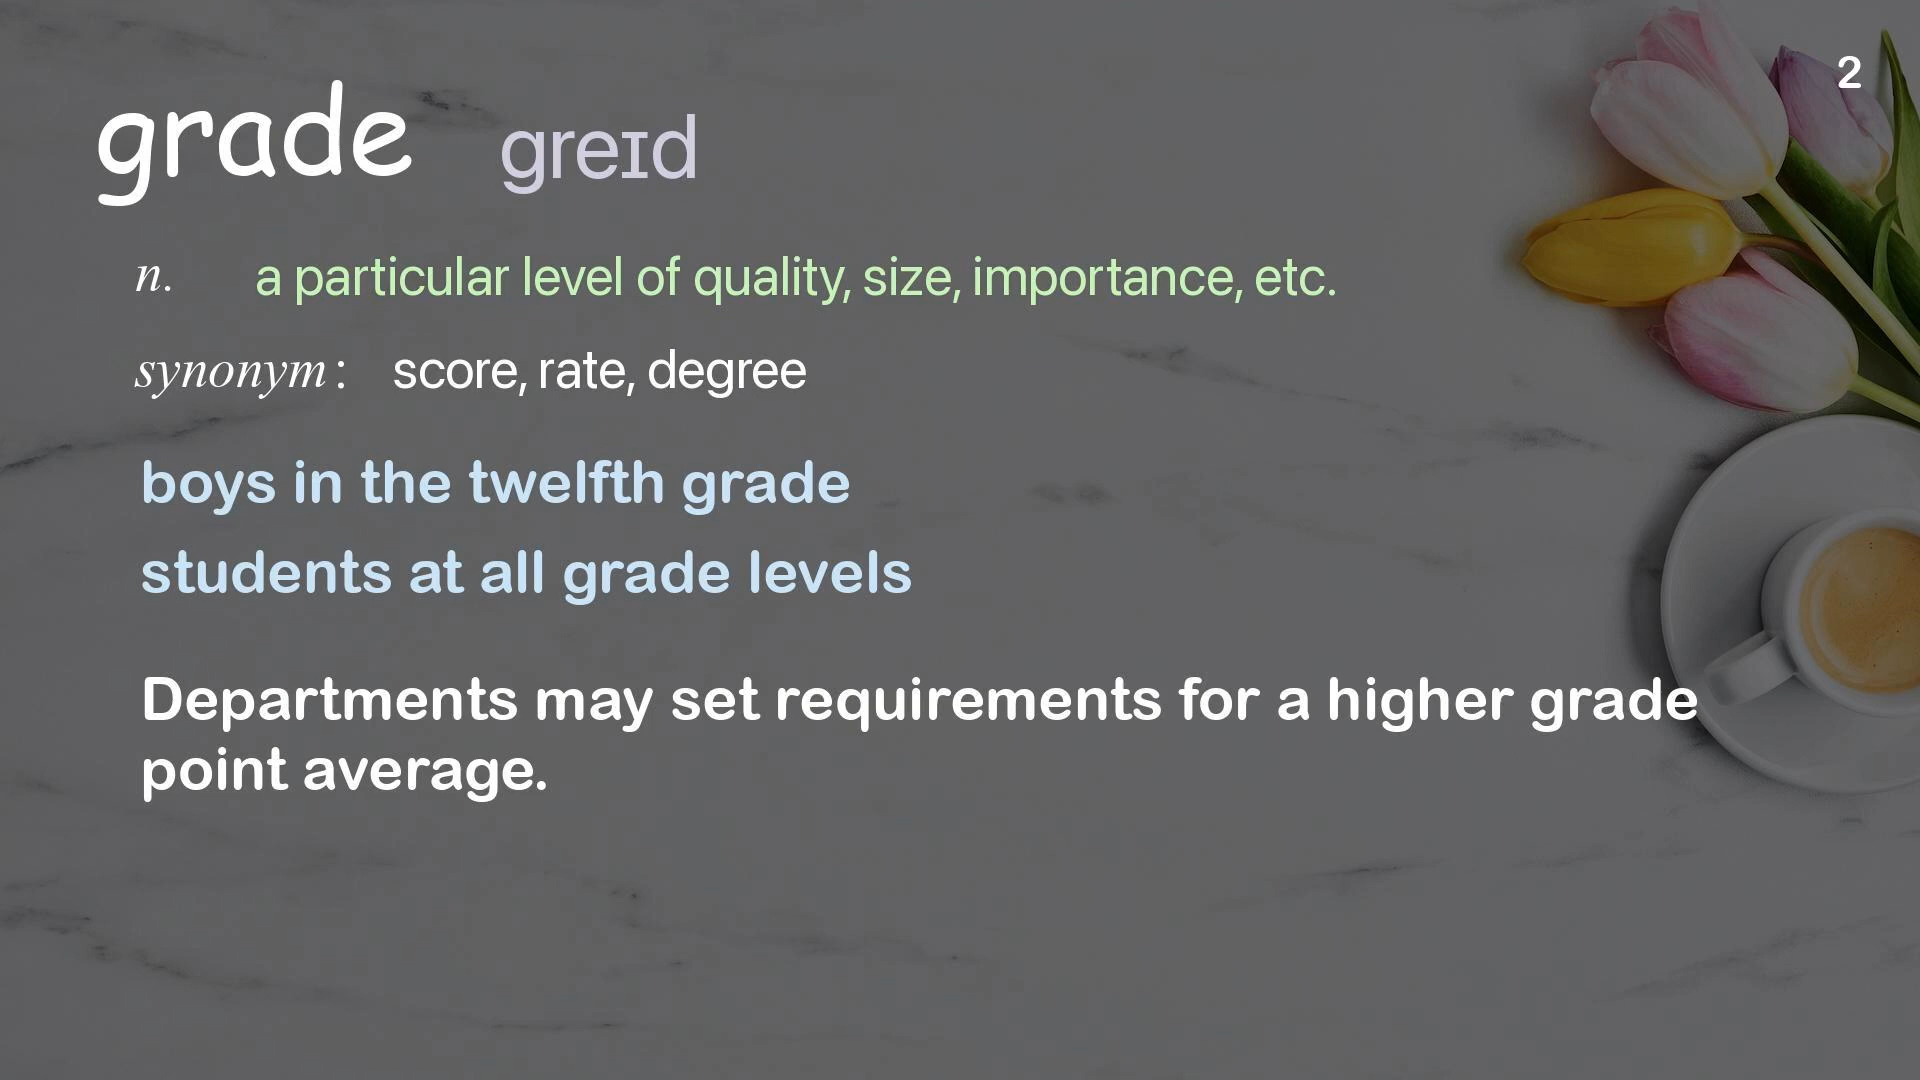 2
grade greɪd
n. a particular level of quality, size, importance, etc.
synonym: score, rate, degree
boys in the twelfth grade
students at all grade levels
Departments may set requirements for a higher grade
point average.